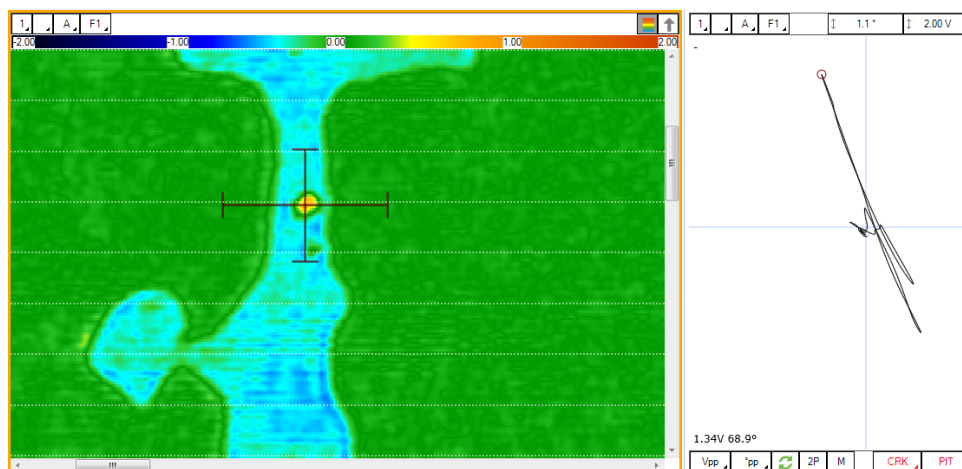 1 A F1
-2.00 -1.00 0.00 1.00 2.00
1 A F1 1.1 ° 2.00 V
-
1.34V 68.9º
Vpp °pp 2P M CRK PIT